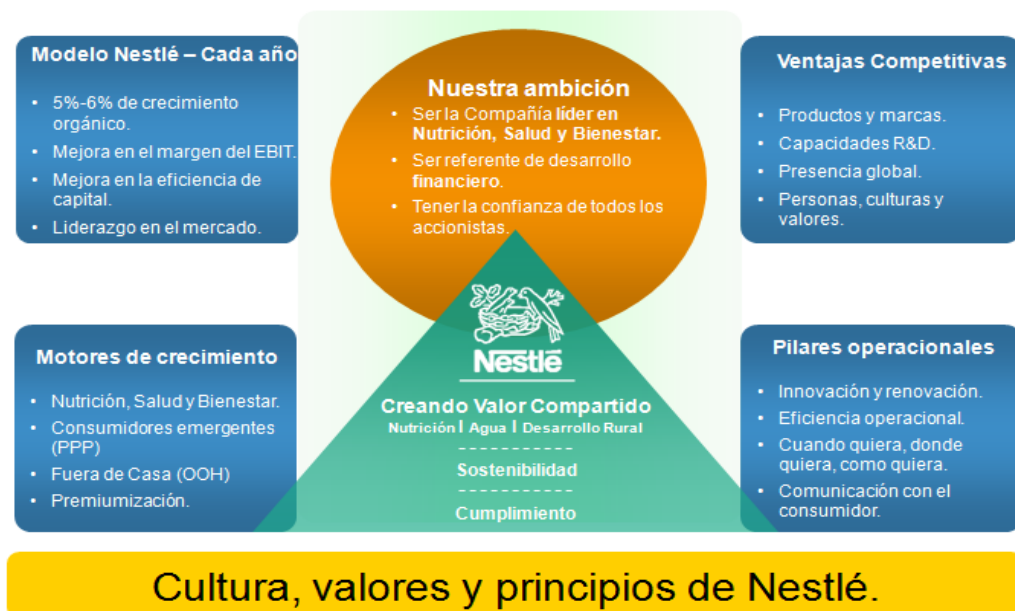 Modelo Nestlé – Cada año
• 5%-6% de crecimiento
orgánico.
• Mejora en el margen del EBIT.
• Mejora en la eficiencia de
capital.
• Liderazgo en el mercado.
Nuestra ambición
• Ser la Compañía líder en
Nutrición, Salud y Bienestar.
• Ser referente de desarrollo
financiero.
• Tener la confianza de todos los
accionistas.
Ventajas Competitivas
• Productos y marcas.
• Capacidades R&D.
• Presencia global.
• Personas, culturas y
valores.
Motores de crecimiento
• Nutrición, Salud y Bienestar.
• Consumidores emergentes
(PPP)
• Fuera de Casa (OOH)
• Premiumización.
Nestlé
Creando Valor Compartido
Nutrición | Agua | Desarrollo Rural
Sostenibilidad
Cumplimiento
Pilares operacionales
• Innovación y renovación.
• Eficiencia operacional.
• Cuando quiera, donde
quiera, como quiera.
• Comunicación con el
consumidor.
Cultura, valores y principios de Nestlé.